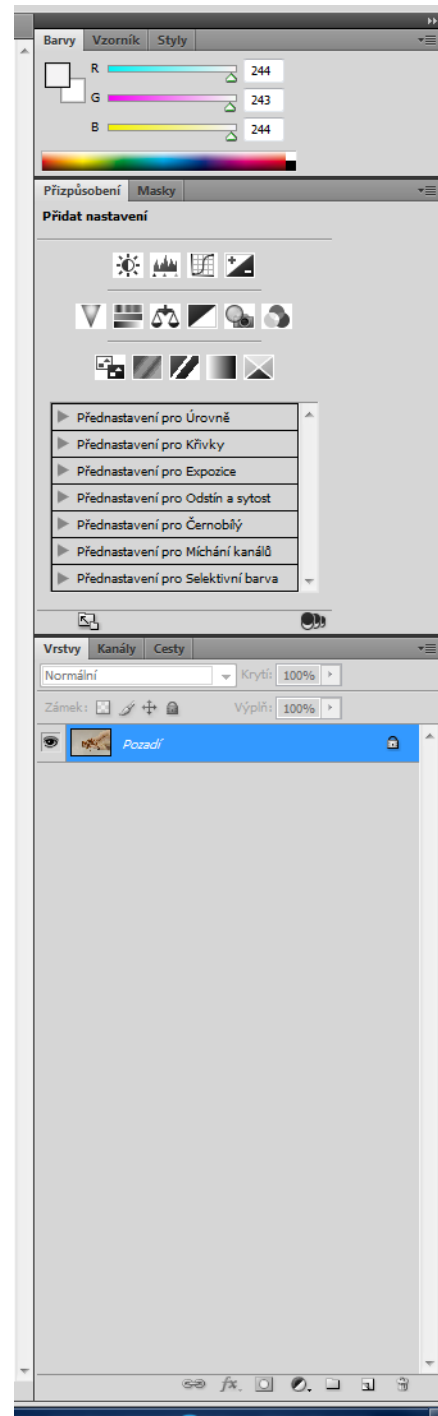 Barvy Vzorník Styly
R 244
G 243
B 244
Přizpůsobení Masky
Přidat nastavení
Přednastavení pro Úrovně
Přednastavení pro Křivky
Přednastavení pro Expozice
Přednastavení pro Odstín a sytost
Přednastavení pro Černobílý
Přednastavení pro Míchání kanálů
Přednastavení pro Selektivní barva
Vrstvy Kanály Cesty
Normální Krytí: 100%
Zámek: Výplň: 100%
Pozadí
fx.